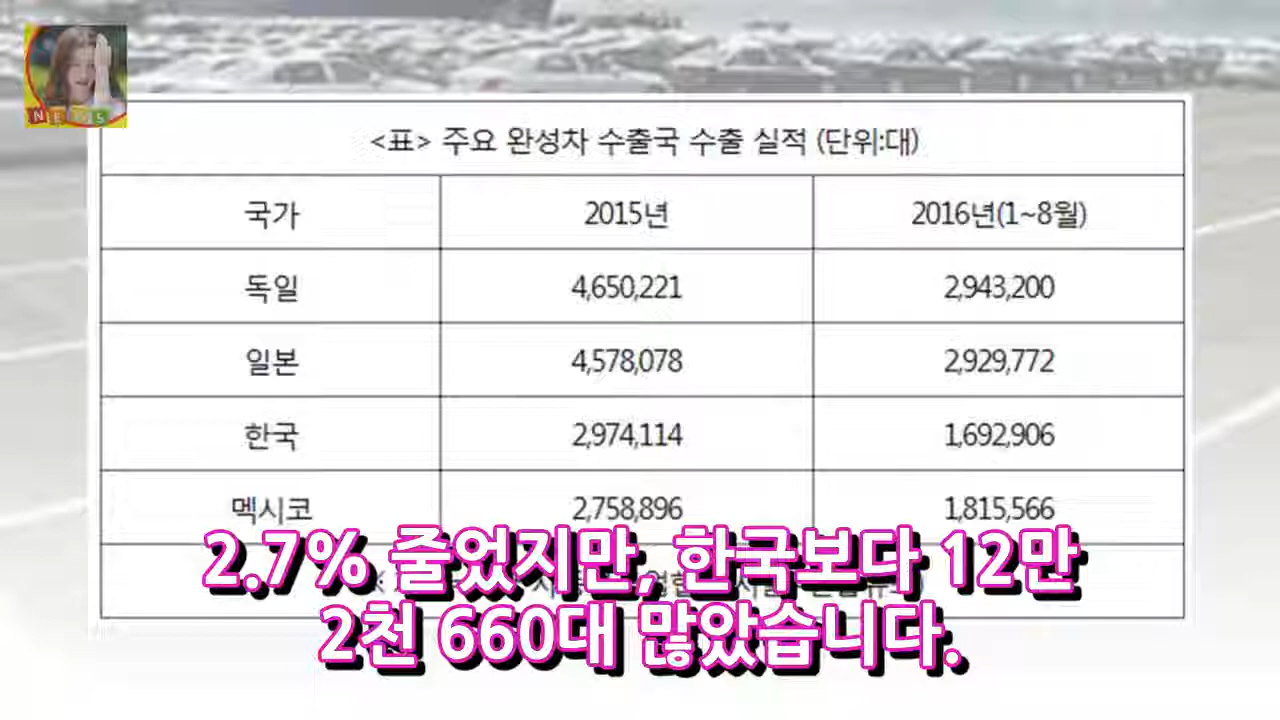 NEWS
<표> 주요 완성차 수출국 수출 실적 (단위:대)
국가 2015년 2016년(1~8월)
독일 4,650,221 2,943,200
일본 4,578,078 2,929,772
한국 2,974,114 1,692,906
멕시코 2,758,896 1,815,566
2.7% 줄었지만, 한국보다 12만
2천 660대 많았습니다.